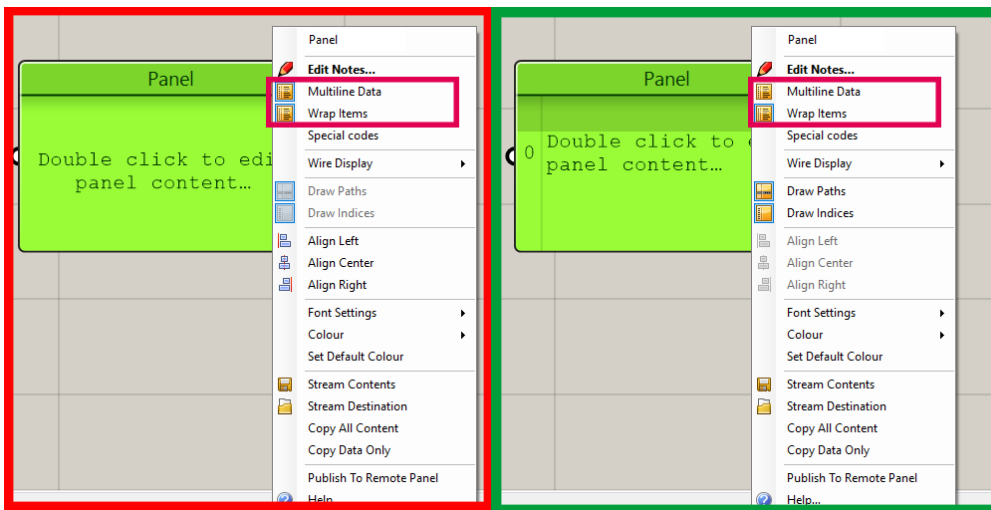 Panel
Double click to edi
panel content…
Panel
Edit Notes...
Multiline Data
Wrap Items
Special codes
Wire Display
Draw Paths
Draw Indices
Align Left
Align Center
Align Right
Font Settings
Colour
Set Default Colour
Stream Contents
Stream Destination
Copy All Content
Copy Data Only
Publish To Remote Panel
Help
Panel
0
Double click to
panel content…
Panel
Edit Notes...
Multiline Data
Wrap Items
Special codes
Wire Display
Draw Paths
Draw Indices
Align Left
Align Center
Align Right
Font Settings
Colour
Set Default Colour
Stream Contents
Stream Destination
Copy All Content
Copy Data Only
Publish To Remote Panel
Help...